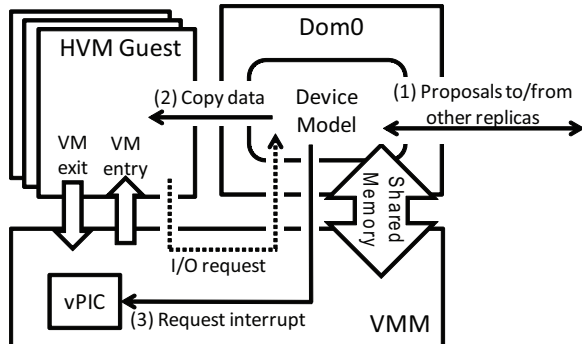 HVM Guest
Dom0
(1) Proposals to/from
other replicas
(2) Copy data
Device
Model
VM
exit
VM
entry
Shared
Memory
I/O request
vPIC
(3) Request interrupt
VMM